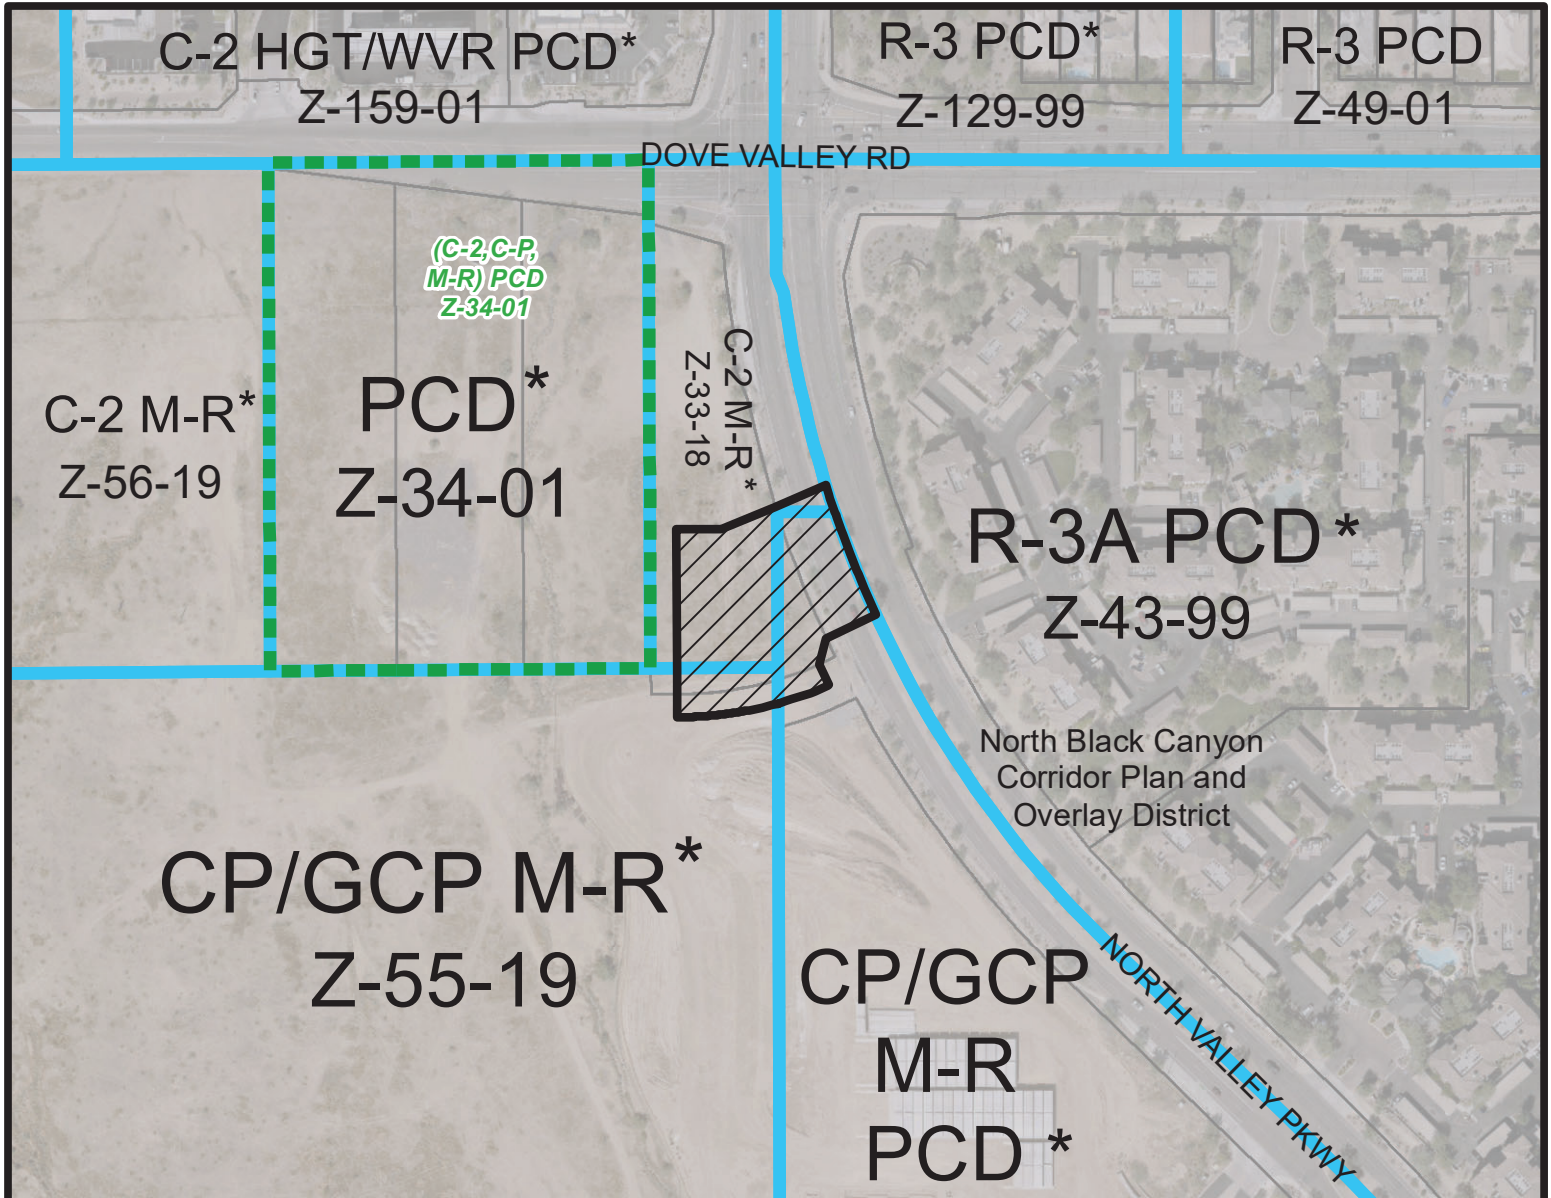 C-2 HGT/WVR PCD*
Z-159-01
R-3 PCD*
Z-129-99
R-3 PCD
Z-49-01
DOVE VALLEY RD
(C-2,C-P,
M-R) PCD
Z-34-01
C-2 M-R*
Z-56-19
PCD*
Z-34-01
C-2 M-R*
Z-33-18
R-3A PCD*
Z-43-99
North Black Canyon
Corridor Plan and
Overlay District
CP/GCP M-R*
Z-55-19
CP/GCP
M-R
PCD *
NORTH VALLEY PKWY